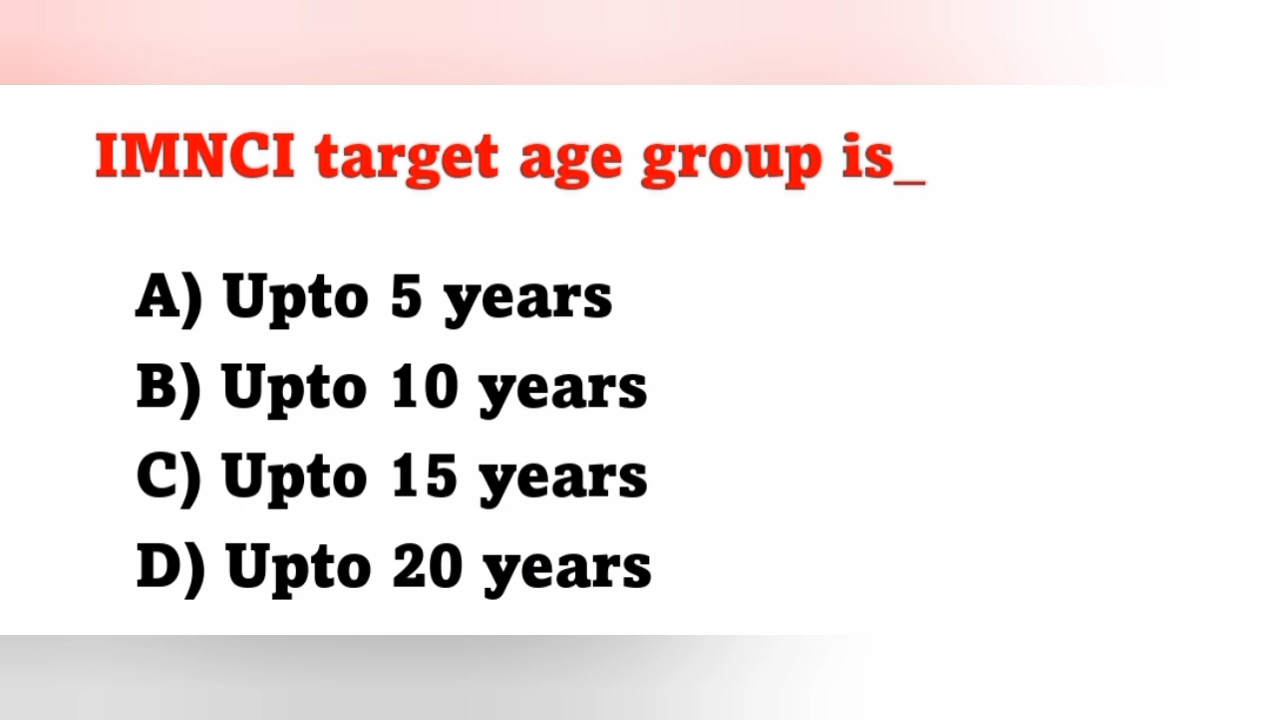 IMNCI target age group is_
A) Upto 5 years
B) Upto 10 years
C) Upto 15 years
D) Upto 20 years